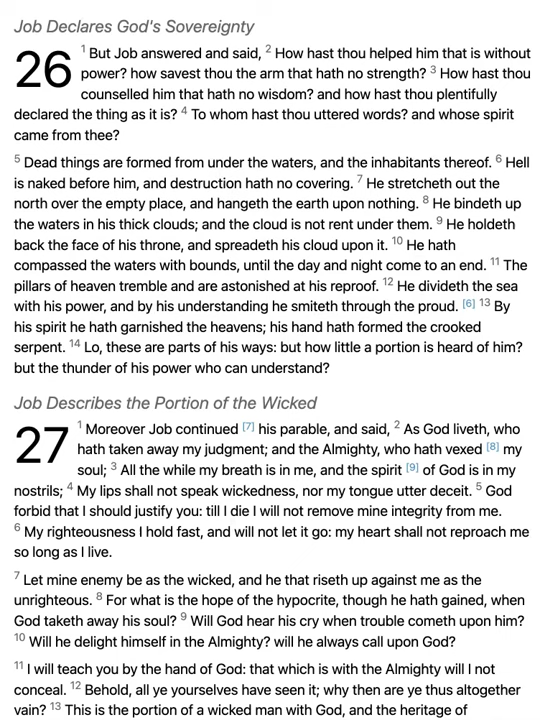 Job Declares God's Sovereignty
26 1 But Job answered and said, 2 How hast thou helped him that is without
power? how savest thou the arm that hath no strength? 3 How hast thou
counselled him that hath no wisdom? and how hast thou plentifully
declared the thing as it is? 4 To whom hast thou uttered words? and whose spirit
came from thee?
5 Dead things are formed from under the waters, and the inhabitants thereof. 6 Hell
is naked before him, and destruction hath no covering. 7 He stretcheth out the
north over the empty place, and hangeth the earth upon nothing. 8 He bindeth up
the waters in his thick clouds; and the cloud is not rent under them. 9 He holdeth
back the face of his throne, and spreadeth his cloud upon it. 10 He hath
compassed the waters with bounds, until the day and night come to an end. 11 The
pillars of heaven tremble and are astonished at his reproof. 12 He divideth the sea
with his power, and by his understanding he smiteth through the proud. [6] 13 By
his spirit he hath garnished the heavens; his hand hath formed the crooked
serpent. 14 Lo, these are parts of his ways: but how little a portion is heard of him?
but the thunder of his power who can understand?
Job Describes the Portion of the Wicked
27 1 Moreover Job continued [7] his parable, and said, 2 As God liveth, who
hath taken away my judgment; and the Almighty, who hath vexed [8] my
soul; 3 All the while my breath is in me, and the spirit [9] of God is in my
nostrils; 4 My lips shall not speak wickedness, nor my tongue utter deceit. 5 God
forbid that I should justify you: till I die I will not remove mine integrity from me.
6 My righteousness I hold fast, and will not let it go: my heart shall not reproach me
so long as I live.
7 Let mine enemy be as the wicked, and he that riseth up against me as the
unrighteous. 8 For what is the hope of the hypocrite, though he hath gained, when
God taketh away his soul? 9 Will God hear his cry when trouble cometh upon him?
10 Will he delight himself in the Almighty? will he always call upon God?
11 I will teach you by the hand of God: that which is with the Almighty will I not
conceal. 12 Behold, all ye yourselves have seen it; why then are ye thus altogether
vain? 13 This is the portion of a wicked man with God, and the heritage of